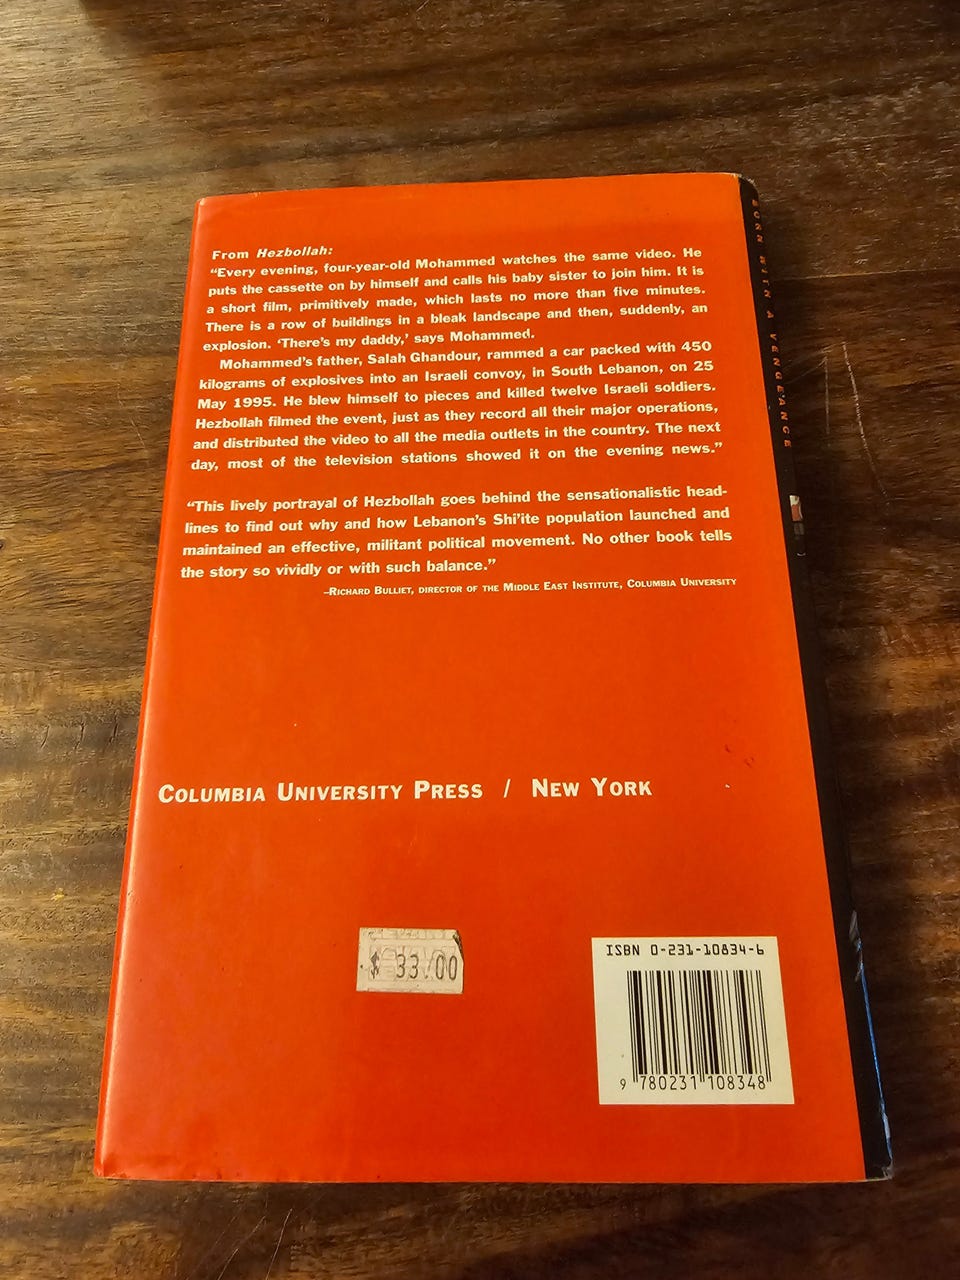 From Hezbollah:
“Every evening, four-year-old Mohammed watches the same video. He
puts the cassette on by himself and calls his baby sister to join him. It is
a short film, primitively made, which lasts no more than five minutes.
There is a row of buildings in a bleak landscape and then, suddenly, an
explosion. ‘There’s my daddy,’ says Mohammed.
Mohammed’s father, Salah Ghandour, rammed a car packed with 450
kilograms of explosives into an Israeli convoy, in South Lebanon, on 25
May 1995. He blew himself to pieces and killed twelve Israeli soldiers.
Hezbollah filmed the event, just as they record all their major operations,
and distributed the video to all the media outlets in the country. The next
day, most of the television stations showed it on the evening news.”
“This lively portrayal of Hezbollah goes behind the sensationalistic head-
lines to find out why and how Lebanon’s Shi’ite population launched and
maintained an effective, militant political movement. No other book tells
the story so vividly or with such balance.”
–Richard Bulliet, director of the Middle East Institute, Columbia University
Columbia University Press / New York
$ 33.00
ISBN 0-231-10834-6
9 780231 108348
BORN WITH A VENGEANCE